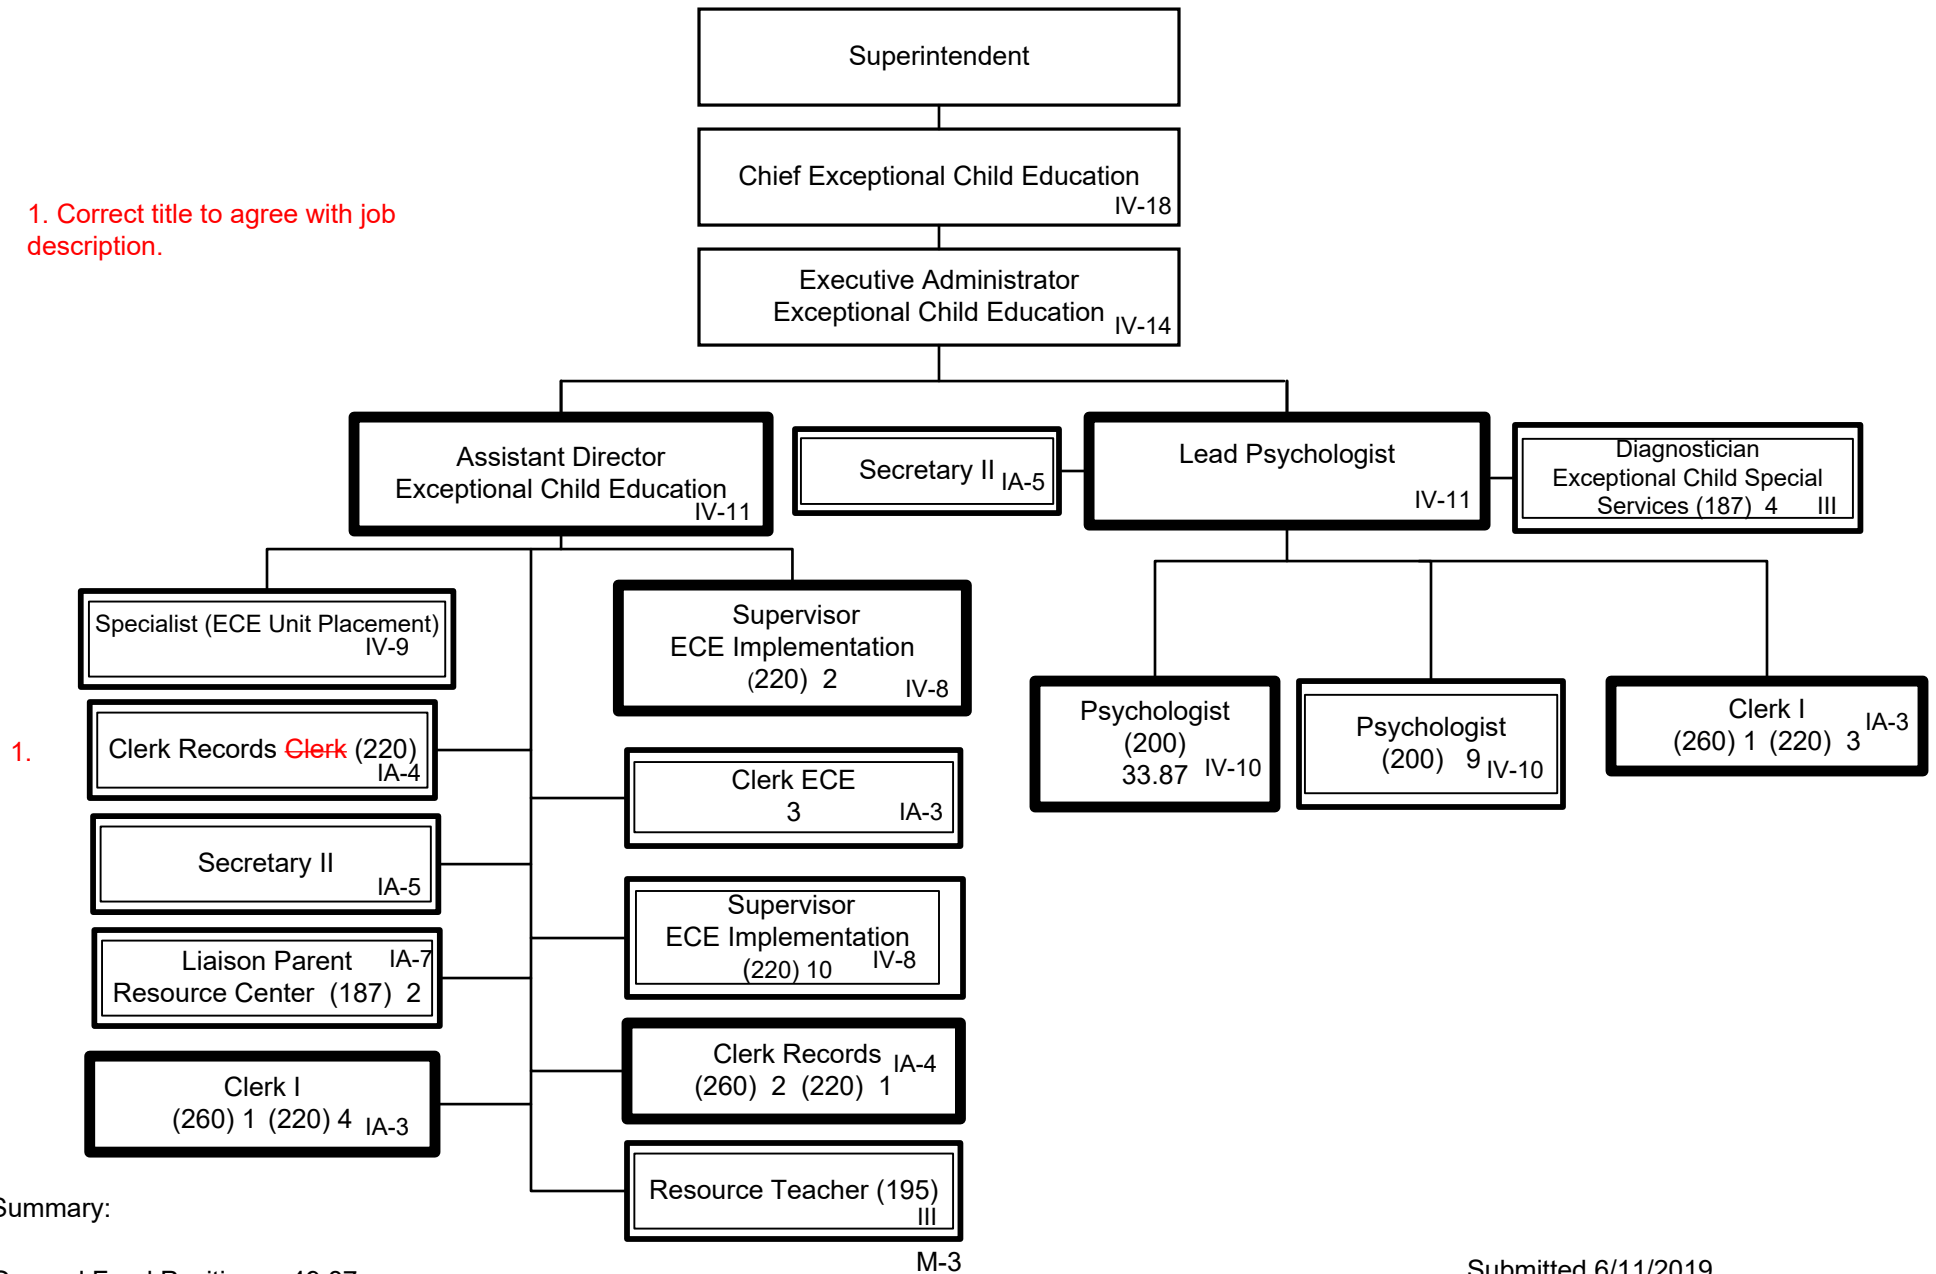 Superintendent
Chief Exceptional Child Education
IV-18
1. Correct title to agree with job
description.
Executive Administrator
Exceptional Child Education
IV-14
Assistant Director
Exceptional Child Education
IV-11
Secretary II
IA-5
Lead Psychologist
IV-11
Diagnostician
Exceptional Child Special
Services (187) 4 III
Specialist (ECE Unit Placement)
IV-9
Supervisor
ECE Implementation
(220) 2
IV-8
1.
Clerk Records Clerk (220)
IA-4
Psychologist
(200)
33.87 IV-10
Psychologist
(200) 9 IV-10
Clerk I
IA-3
(260) 1 (220) 3
Clerk ECE
3 IA-3
Secretary II
IA-5
Supervisor
ECE Implementation
(220) 10 IV-8
Liaison Parent IA-7
Resource Center (187) 2
Clerk Records
IA-4
(260) 2 (220) 1
Clerk I
(260) 1 (220) 4 IA-3
Resource Teacher (195)
III
Summary:
M-3
Submitted 6/11/2019